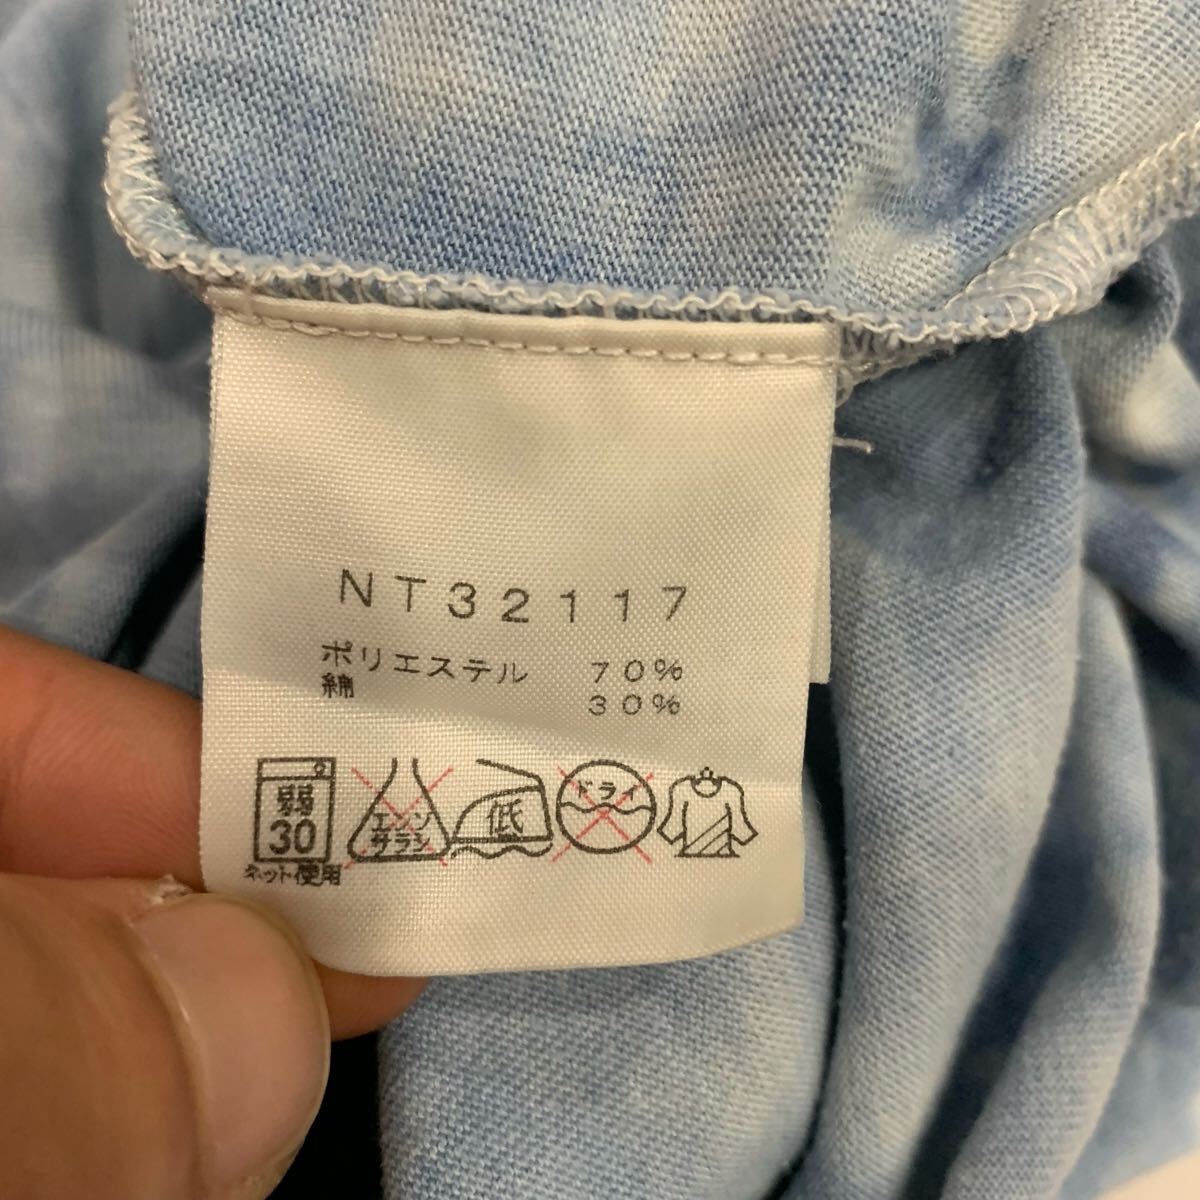 NT32117
ポリエステル 70%
綿 30%
弱
30
ネット使用
エンソ
サラシ
低
ドライ